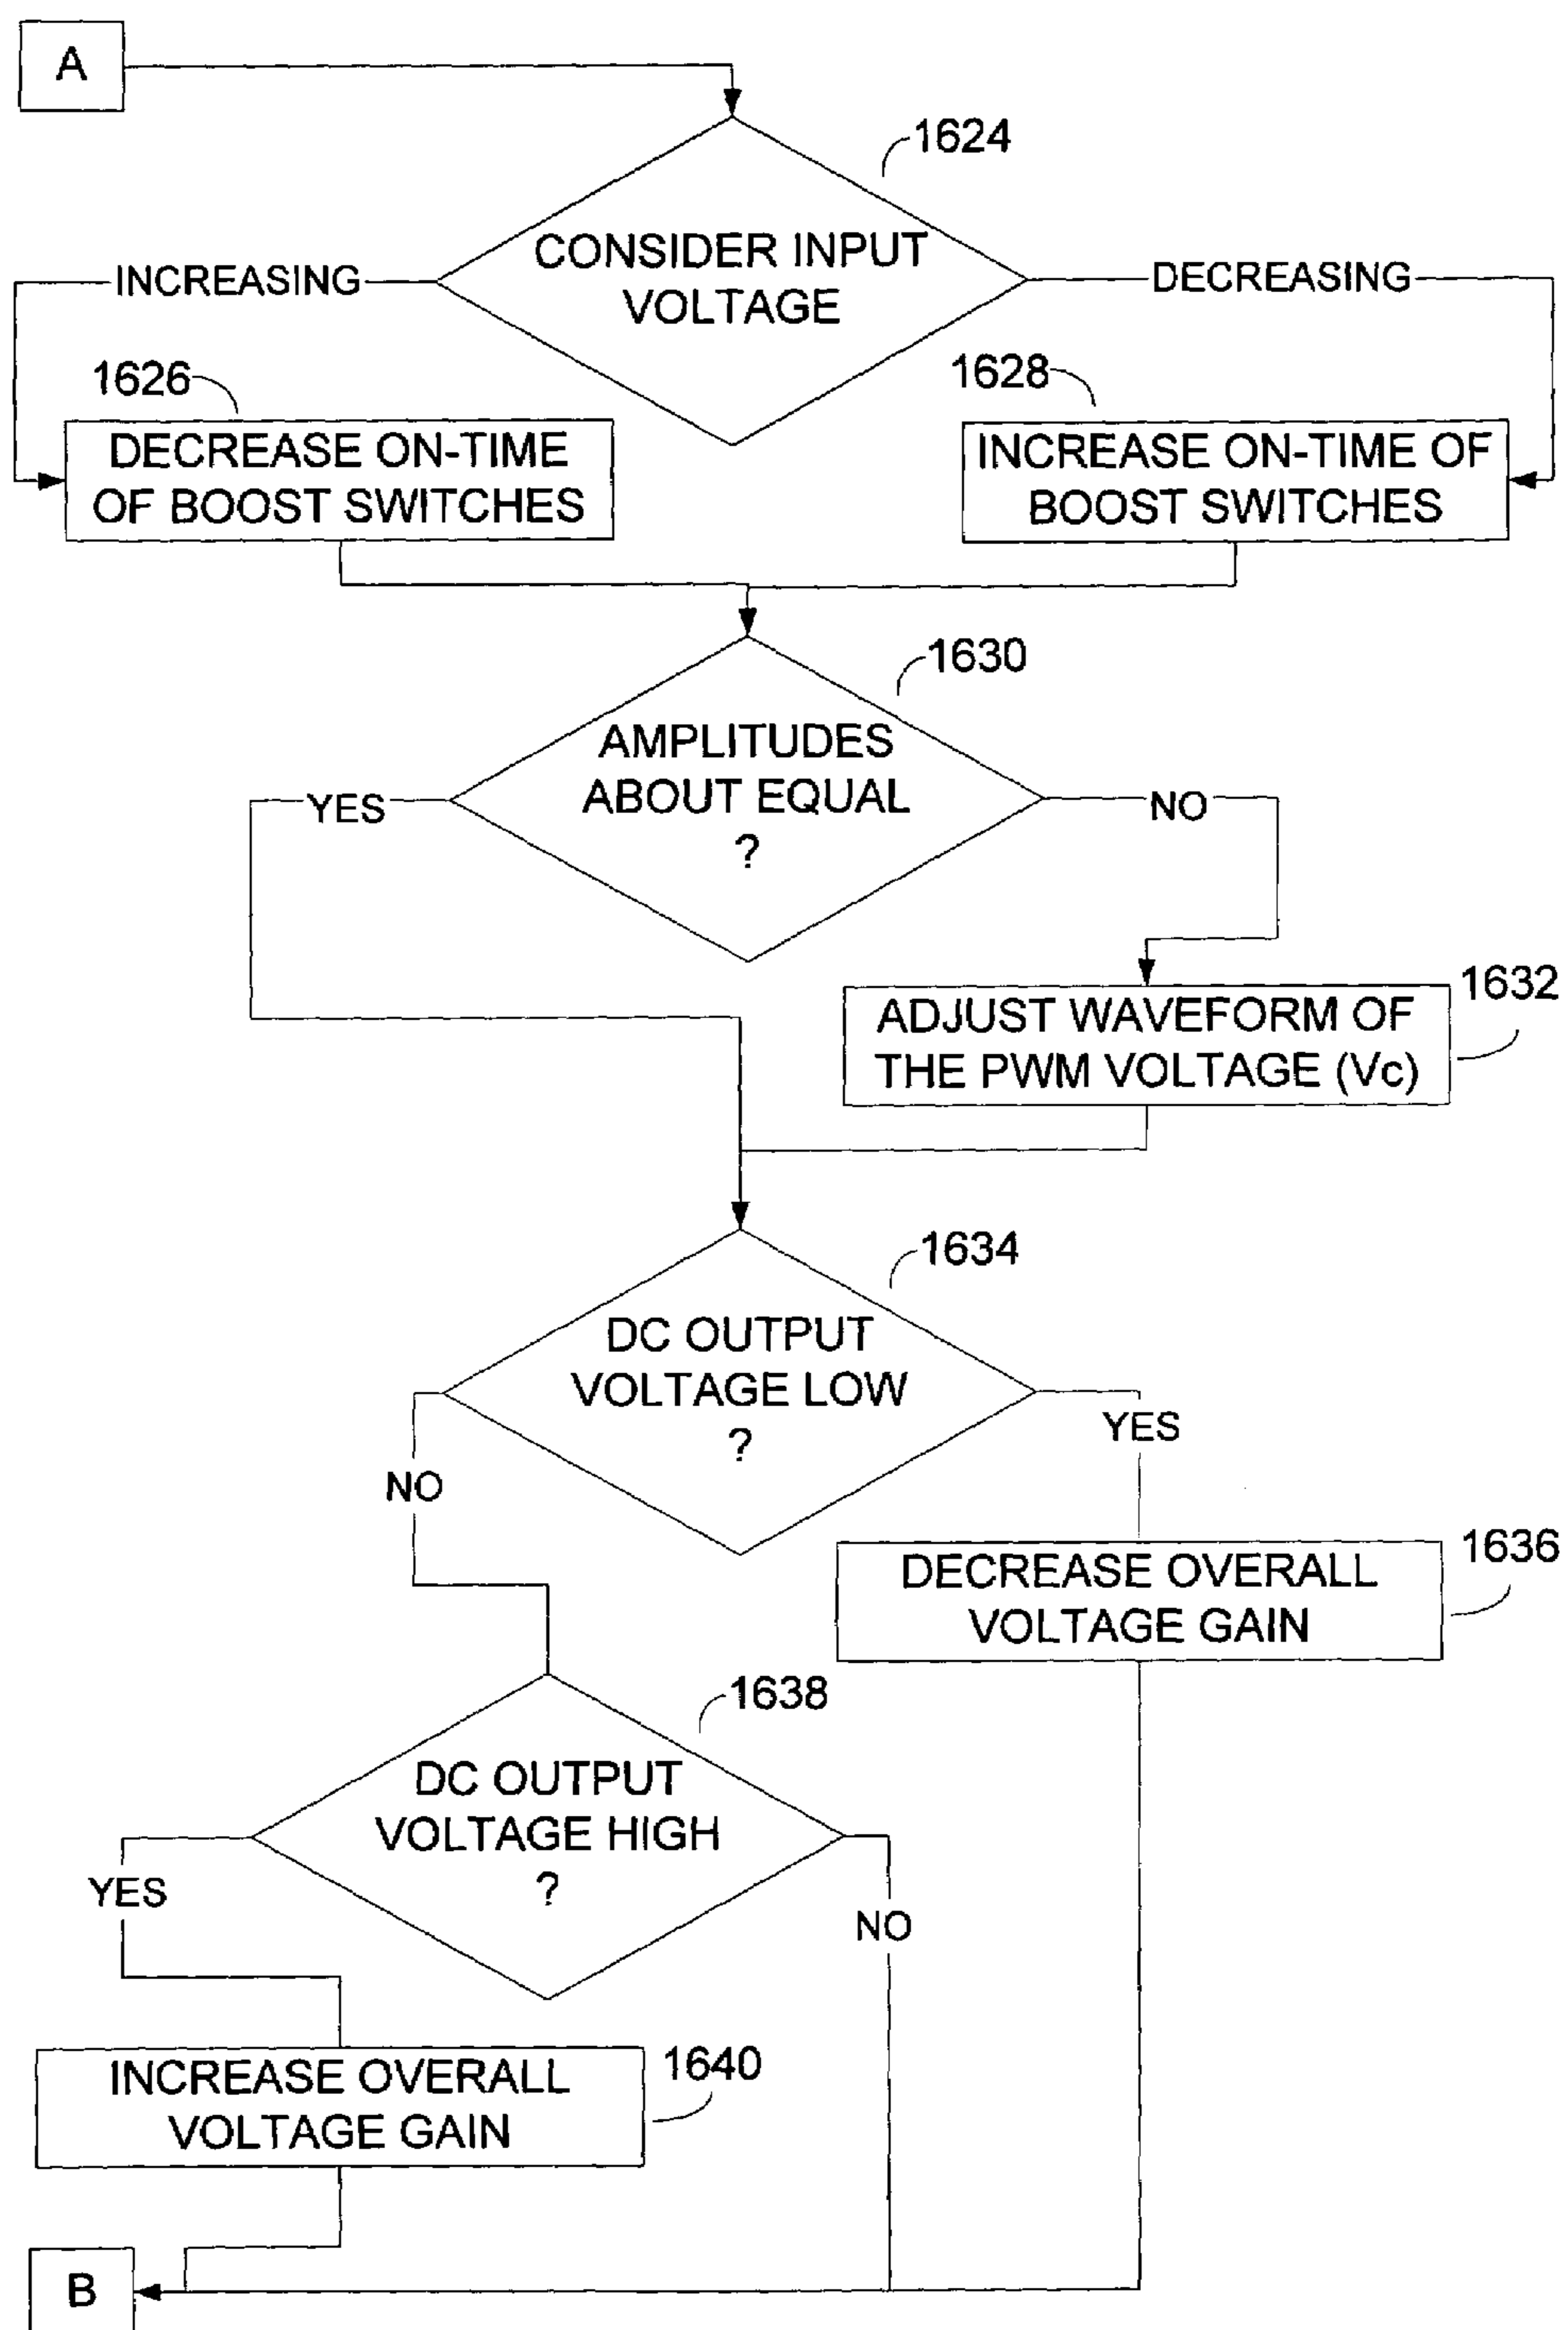 A
1624
CONSIDER INPUT
VOLTAGE
INCREASING
DECREASING
1626
DECREASE ON-TIME
OF BOOST SWITCHES
1628
INCREASE ON-TIME OF
BOOST SWITCHES
1630
AMPLITUDES
ABOUT EQUAL
?
YES
NO
1632
ADJUST WAVEFORM OF
THE PWM VOLTAGE (Vc)
1634
DC OUTPUT
VOLTAGE LOW
?
YES
NO
1636
DECREASE OVERALL
VOLTAGE GAIN
1638
DC OUTPUT
VOLTAGE HIGH
?
YES
NO
1640
INCREASE OVERALL
VOLTAGE GAIN
B